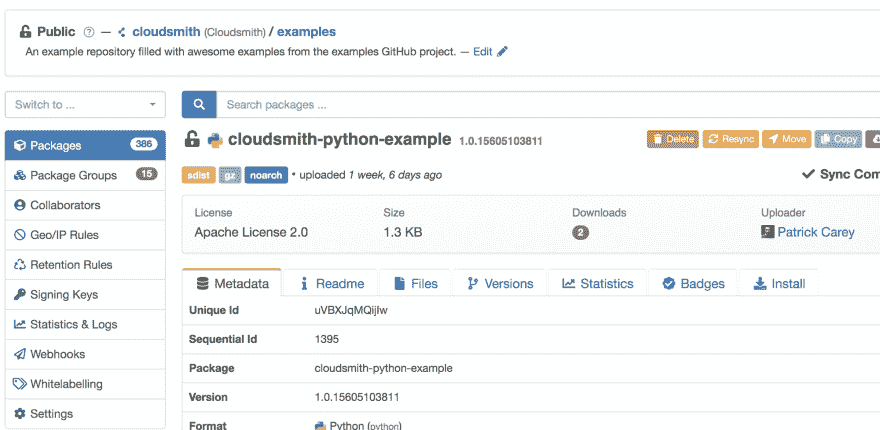 Public — cloudsmith (Cloudsmith) / examples
An example repository filled with awesome examples from the examples GitHub project. — Edit
Switch to ...
Search packages ...
Packages 386
Package Groups 15
Collaborators
Geo/IP Rules
Retention Rules
Signing Keys
Statistics & Logs
Webhooks
Whitelabelling
Settings
cloudsmith-python-example 1.0.15605103811
Delete Resync Move Copy
sdist gz noarch • uploaded 1 week, 6 days ago
Sync Com
License Size Downloads Uploader
Apache License 2.0 1.3 KB 2 Patrick Carey
Metadata Readme Files Versions Statistics Badges Install
Unique Id uVBXJqMQijIw
Sequential Id 1395
Package cloudsmith-python-example
Version 1.0.15605103811
Format Python (python)